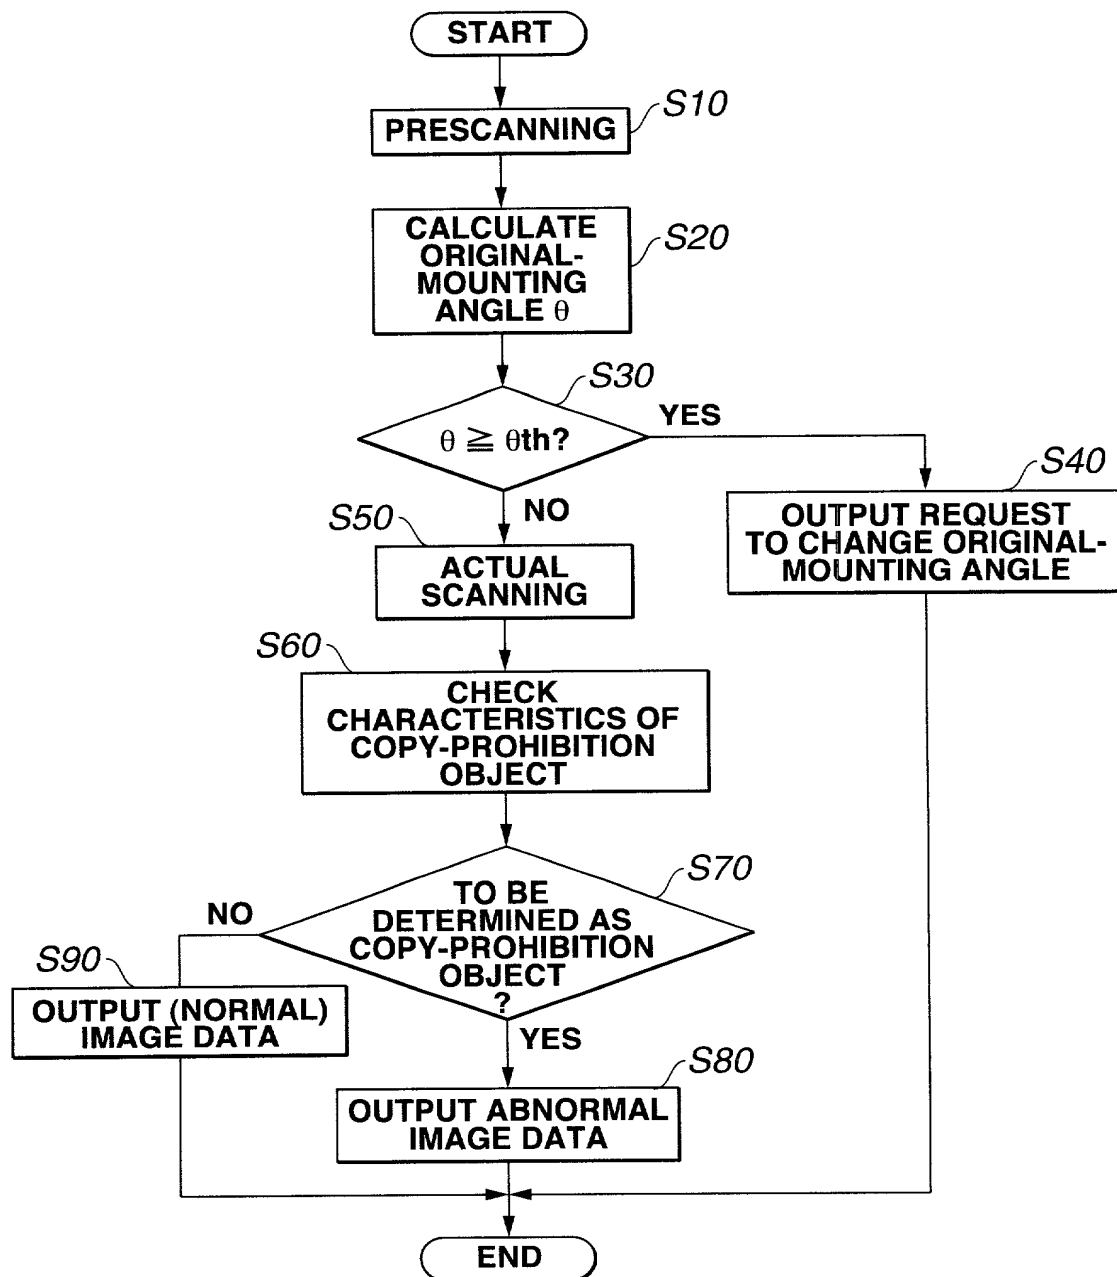 START
S10
PRESCANNING
S20
CALCULATE
ORIGINAL-
MOUNTING
ANGLE θ
S30
θ ≧ θth?
YES
NO
S40
OUTPUT REQUEST
TO CHANGE ORIGINAL-
MOUNTING ANGLE
S50
ACTUAL
SCANNING
S60
CHECK
CHARACTERISTICS OF
COPY-PROHIBITION
OBJECT
S70
TO BE
DETERMINED AS
COPY-PROHIBITION
OBJECT
?
NO
YES
S90
OUTPUT (NORMAL)
IMAGE DATA
S80
OUTPUT ABNORMAL
IMAGE DATA
END